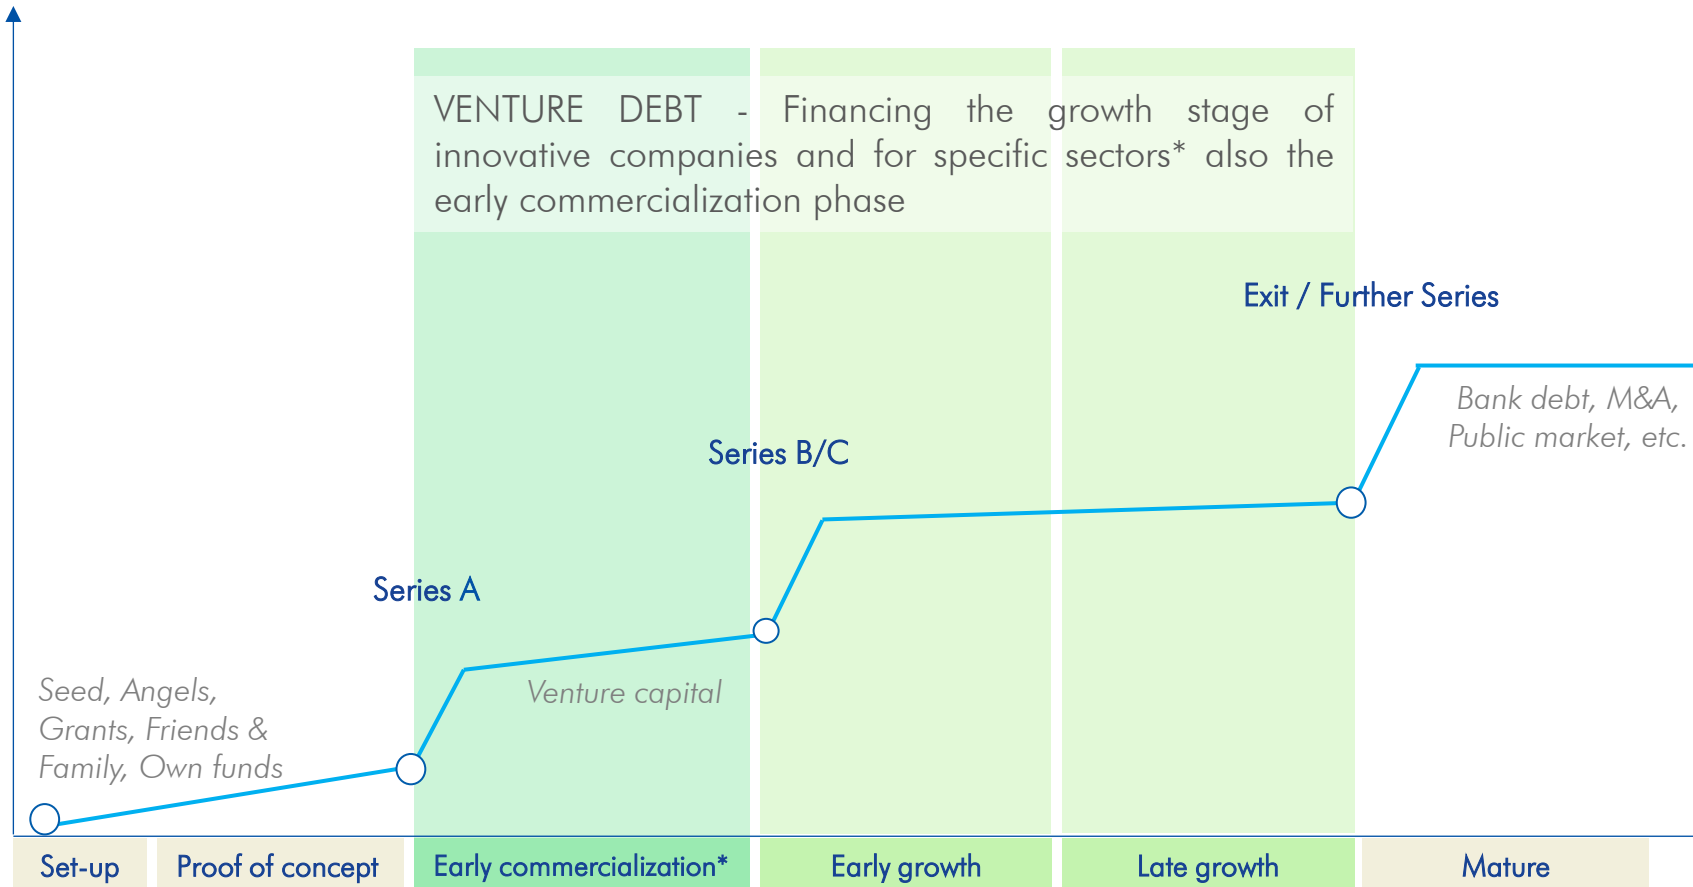 VENTURE DEBT - Financing the growth stage of
innovative companies and for specific sectors* also the
early commercialization phase
Exit / Further Series
Bank debt, M&A,
Public market, etc.
Series B/C
Series A
Seed, Angels,
Grants, Friends &
Family, Own funds
Venture capital
Set-up
Proof of concept
Early commercialization*
Early growth
Late growth
Mature